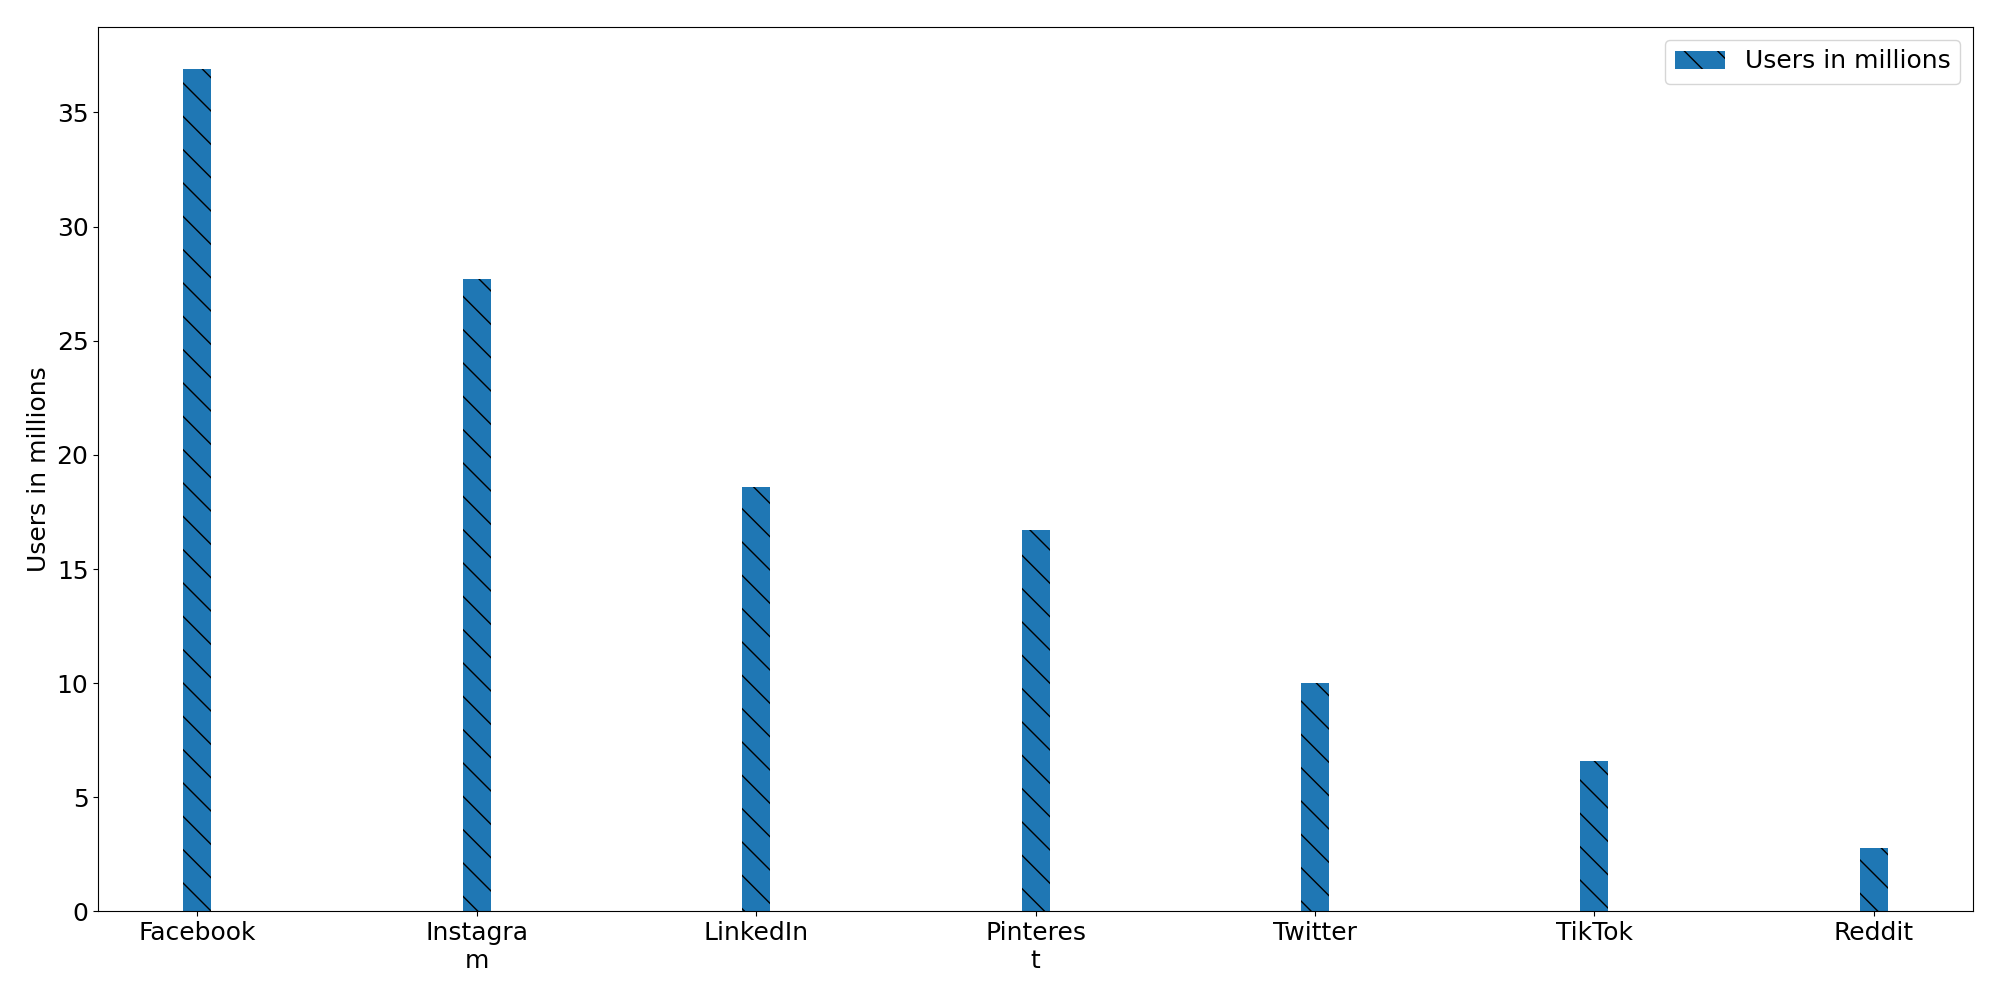 Users in millions
35
30
25
20
15
10
5
0
Users in millions
Facebook
Instagra
m
LinkedIn
Pinteres
t
Twitter
TikTok
Reddit